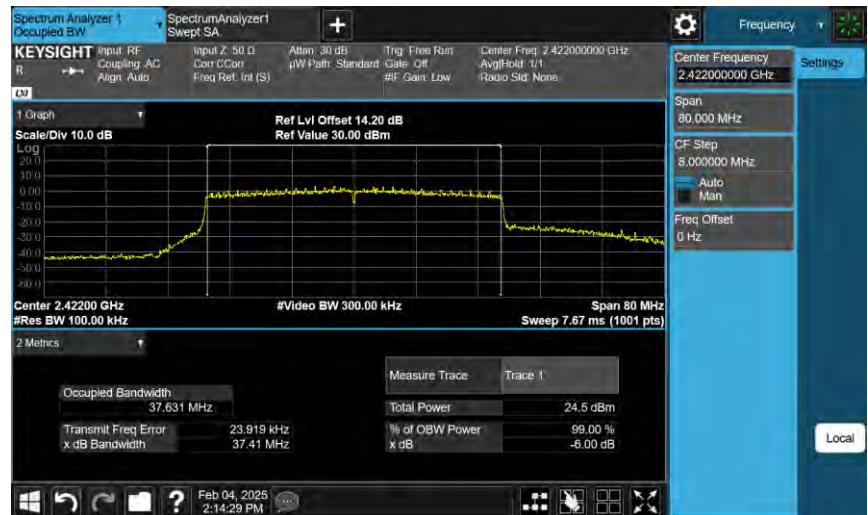 Spectrum Analyzer 1
Occupied BW
SpectrumAnalyzer1
Swept SA
Frequency
KEYSIGHT
R
LXI
Input: RF
Coupling: AC
Align: Auto
Input Z: 50 Ω
Corr CCorr
Freq Ref: Int (S)
Atten: 30 dB
µW Path: Standard
Trig: Free Run
Gate: Off
#IF Gain: Low
Center Freq: 2.422000000 GHz
Avg|Hold: 1/1
Radio Std: None
Center Frequency
2.422000000 GHz
Settings
Span
80.000 MHz
CF Step
8.000000 MHz
Auto
Man
Freq Offset
0 Hz
1 Graph
Scale/Div 10.0 dB
Ref Lvl Offset 14.20 dB
Ref Value 30.00 dBm
Log
20.0
10.0
0.00
-10.0
-20.0
-30.0
-40.0
-50.0
-60.0
Center 2.42200 GHz
#Res BW 100.00 kHz
#Video BW 300.00 kHz
Span 80 MHz
Sweep 7.67 ms (1001 pts)
2 Metrics
Measure Trace Trace 1
Occupied Bandwidth
37.631 MHz
Total Power 24.5 dBm
Transmit Freq Error 23.919 kHz
% of OBW Power 99.00 %
x dB Bandwidth 37.41 MHz
x dB -6.00 dB
Local
Feb 04, 2025
2:14:29 PM